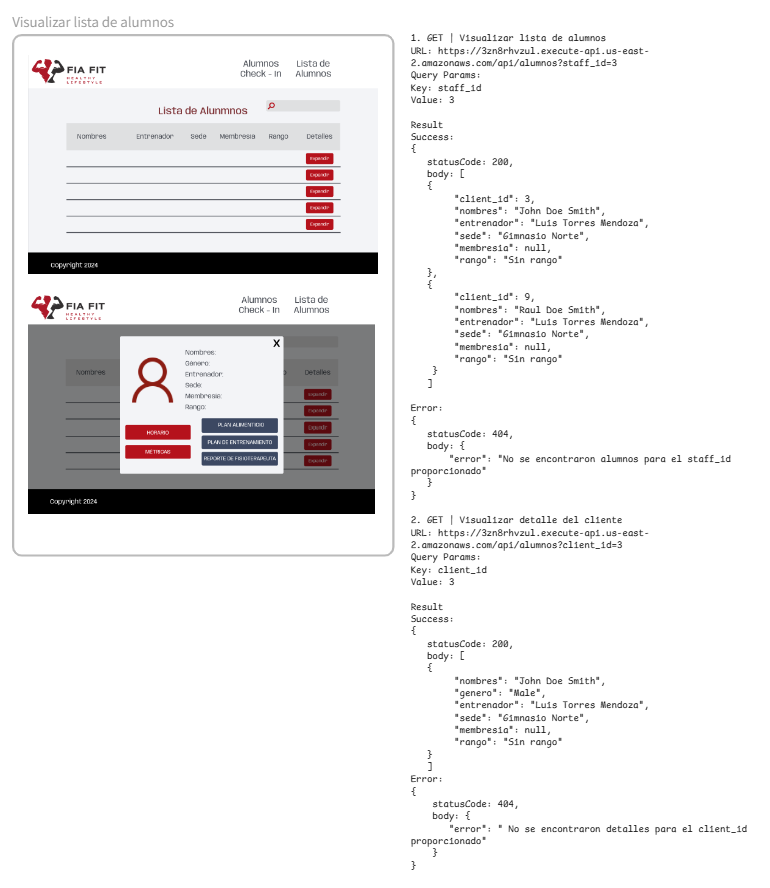 Visualizar lista de alumnos
FIA FIT
HEALTHY
LIFESTYLE
Alumnos
Check - In
Lista de
Alumnos
Lista de Alunmnos
Nombres Entrenador Sede Membresia Rango Detalles
Expandir
Expandir
Expandir
Expandir
Expandir
Copyright 2024
FIA FIT
HEALTHY
LIFESTYLE
Alumnos
Check - In
Lista de
Alumnos
Nombres
Detalles
X
Nombres:
Genero:
Entrenador:
Sede:
Membresia:
Rango:
HORARIO
METRICAS
PLAN ALIMENTICIO
PLAN DE ENTRENAMIENTO
REPORTE DE FISIOTERAPEUTA
Expandir
Expandir
Expandir
Expandir
Expandir
Copyright 2024
1. GET | Visualizar lista de alumnos
URL: https://3zn8rhvzul.execute-api.us-east-
2.amazonaws.com/api/alumnos?staff_id=3
Query Params:
Key: staff_id
Value: 3
Result
Success:
{
statusCode: 200,
body: [
{
"client_id": 3,
"nombres": "John Doe Smith",
"entrenador": "Luis Torres Mendoza",
"sede": "Gimnasio Norte",
"membresia": null,
"rango": "Sin rango"
},
{
"client_id": 9,
"nombres": "Raul Doe Smith",
"entrenador": "Luis Torres Mendoza",
"sede": "Gimnasio Norte",
"membresia": null,
"rango": "Sin rango"
}
]
Error:
{
statusCode: 404,
body: {
"error": "No se encontraron alumnos para el staff_id
proporcionado"
}
}
2. GET | Visualizar detalle del cliente
URL: https://3zn8rhvzul.execute-api.us-east-
2.amazonaws.com/api/alumnos?client_id=3
Query Params:
Key: client_id
Value: 3
Result
Success:
{
statusCode: 200,
body: [
{
"nombres": "John Doe Smith",
"genero": "Male",
"entrenador": "Luis Torres Mendoza",
"sede": "Gimnasio Norte",
"membresia": null,
"rango": "Sin rango"
}
]
Error:
{
statusCode: 404,
body: {
"error": " No se encontraron detalles para el client_id
proporcionado"
}
}